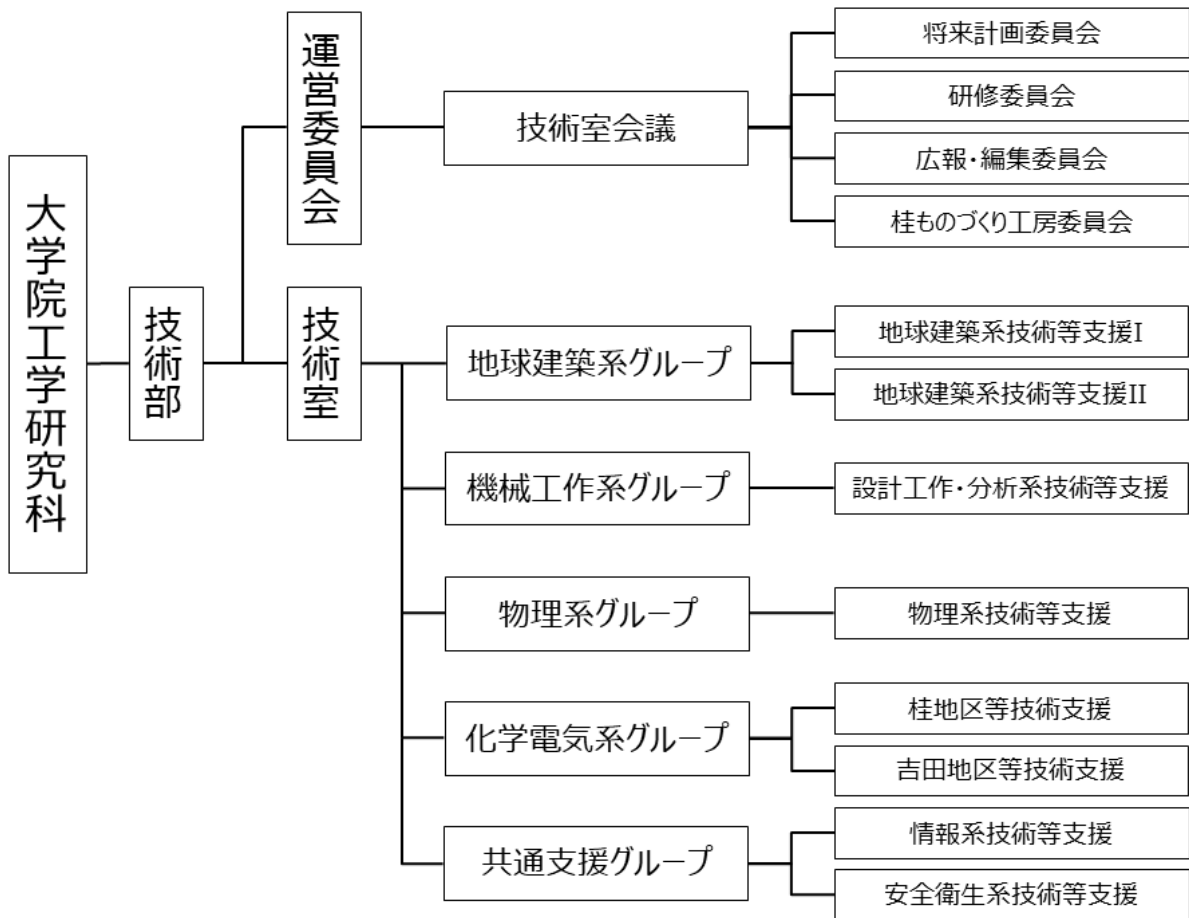 大学院工学研究科
技術部
運営委員会
技術室
技術室会議
将来計画委員会
研修委員会
広報・編集委員会
桂ものづくり工房委員会
地球建築系グループ
地球建築系技術等支援I
地球建築系技術等支援II
機械工作系グループ
設計工作・分析系技術等支援
物理系グループ
物理系技術等支援
化学電気系グループ
桂地区等技術支援
吉田地区等技術支援
共通支援グループ
情報系技術等支援
安全衛生系技術等支援